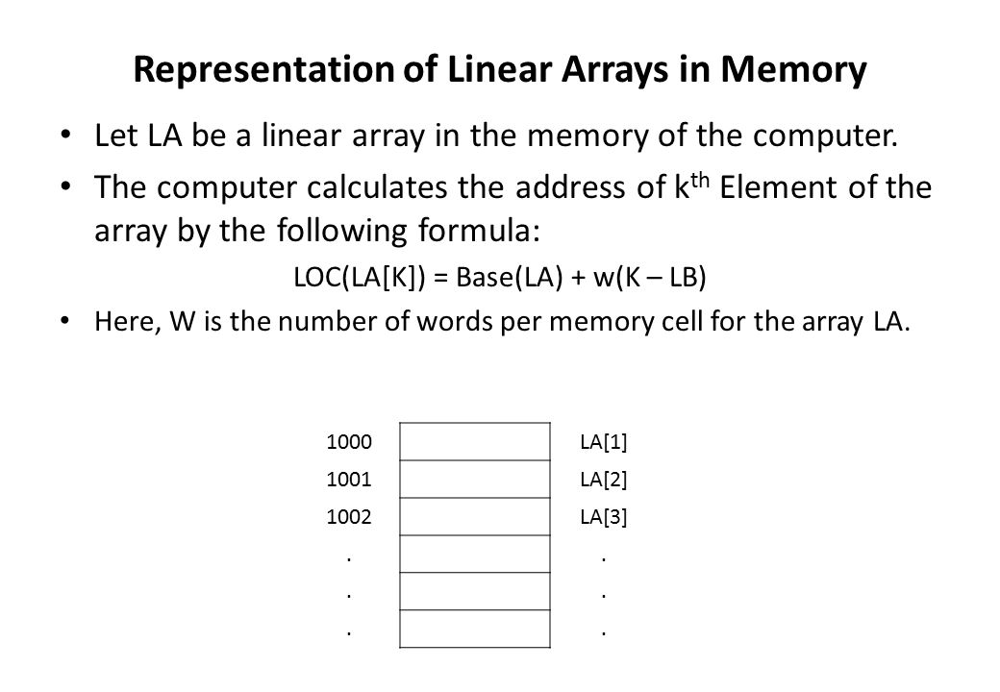 Representation of Linear Arrays in Memory
• Let LA be a linear array in the memory of the computer.
• The computer calculates the address of kth Element of the
array by the following formula:
LOC(LA[K]) = Base(LA) + w(K – LB)
• Here, W is the number of words per memory cell for the array LA.
1000 LA[1]
1001 LA[2]
1002 LA[3]
. .
. .
. .